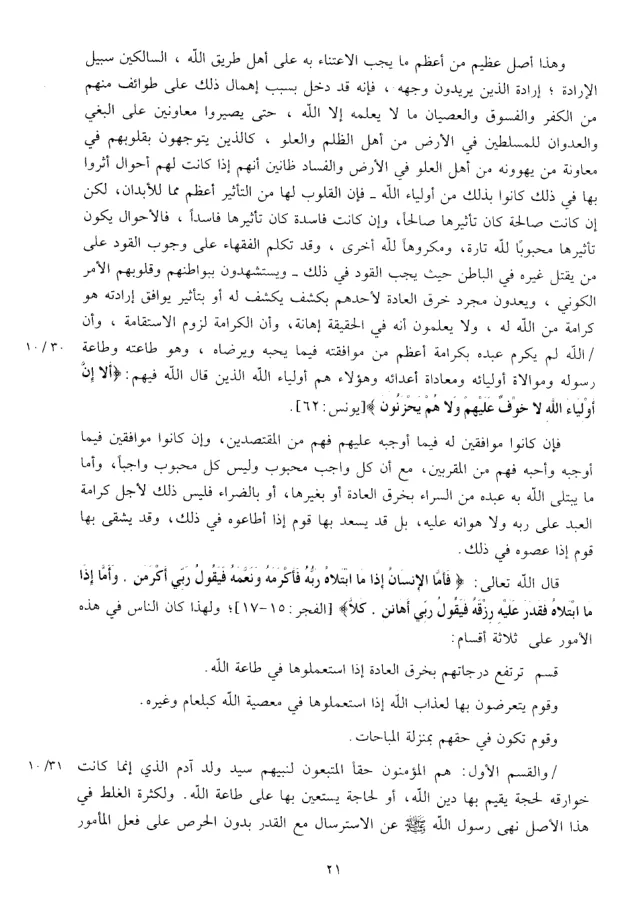 وهذا أصل عظيم من أعظم ما يجب الاعتناء به على أهل طريق الله ، السالكين سبيل
الإرادة ؛ إرادة الذين يريدون وجهه ، فإنه قد دخل بسبب إهمال ذلك على طوائف منهم
من الكفر والفسوق والعصيان ما لا يعلمه إلا الله ، حتى يصيروا معاونين على البغي
والعدوان للمسلطين في الأرض من أهل الظلم والعلو ، كالذين يتوجهون بقلوبهم في
معاونة من يهوونه من أهل العلو في الأرض والفساد ظانين أنهم إذا كانت لهم أحوال أثروا
بها في ذلك كانوا بذلك من أولياء الله ـ فإن القلوب لها من التأثير أعظم مما للأبدان، لكن
إن كانت صالحة كان تأثيرها صالحاً، وإن كانت فاسدة كان تأثيرها فاسداً ، فالأحوال يكون
تأثيرها محبوبًا لله تارة، ومكروهاً لله أخرى ، وقد تكلم الفقهاء على وجوب القود على
من يقتل غيره في الباطن حيث يجب القود في ذلك ـ ويستشهدون ببواطنهم وقلوبهم الأمر
الكوني ، ويعدون مجرد خرق العادة لأحدهم بكشف يكشف له أو بتأثير يوافق إرادته هو
كرامة من الله له ، ولا يعلمون أنه في الحقيقة إهانة، وأن الكرامة لزوم الاستقامة ، وأن
/ الله لم يكرم عبده بكرامة أعظم من موافقته فيما يحبه ويرضاه ، وهو طاعته وطاعة ١٠/٣٠
رسوله وموالاة أوليائه ومعاداة أعدائه وهؤلاء هم أولياء الله الذين قال الله فيهم: ﴿أَلا إِنَّ
أَوْلِيَاءَ اللَّهِ لا خَوْفٌ عَلَيْهِمْ وَلا هُمْ يَحْزَنُونَ ﴾[يونس: ٦٢].
فإن كانوا موافقين له فيما أوجبه عليهم فهم من المقتصدين، وإن كانوا موافقين فيما
أوجبه وأحبه فهم من المقربين، مع أن كل واجب محبوب وليس كل محبوب واجباً، وأما
ما يبتلى الله به عبده من السراء بخرق العادة أو بغيرها، أو بالضراء فليس ذلك لأجل كرامة
العبد على ربه ولا هوانه عليه، بل قد يسعد بها قوم إذا أطاعوه في ذلك، وقد يشقى بها
قوم إذا عصوه في ذلك.
قال الله تعالى: ﴿ فَأَمَّا الإِنسَانُ إِذَا مَا ابْتَلاهُ رَبُّهُ فَأَكْرَمَهُ وَنَعَّمَهُ فَيَقُولُ رَبِّي أَكْرَمَنِ . وَأَمَّا إِذَا
مَا ابْتَلاهُ فَقَدَرَ عَلَيْهِ رِزْقَهُ فَيَقُولُ رَبِّي أَهَانَنِ . كَلاَّ﴾ [الفجر: ١٥-١٧]؛ ولهذا كان الناس في هذه
الأمور على ثلاثة أقسام:
قسم ترتفع درجاتهم بخرق العادة إذا استعملوها في طاعة الله.
وقوم يتعرضون بها لعذاب الله إذا استعملوها في معصية الله كبلعام وغيره.
وقوم تكون في حقهم بمنزلة المباحات.
/ والقسم الأول: هم المؤمنون حقاً المتبعون لنبيهم سيد ولد آدم الذي إنما كانت ١٠/٣١
خوارقه لحجة يقيم بها دين الله، أو لحاجة يستعين بها على طاعة الله. ولكثرة الغلط في
هذا الأصل نهى رسول الله ﷺ عن الاسترسال مع القدر بدون الحرص على فعل المأمور
٢١